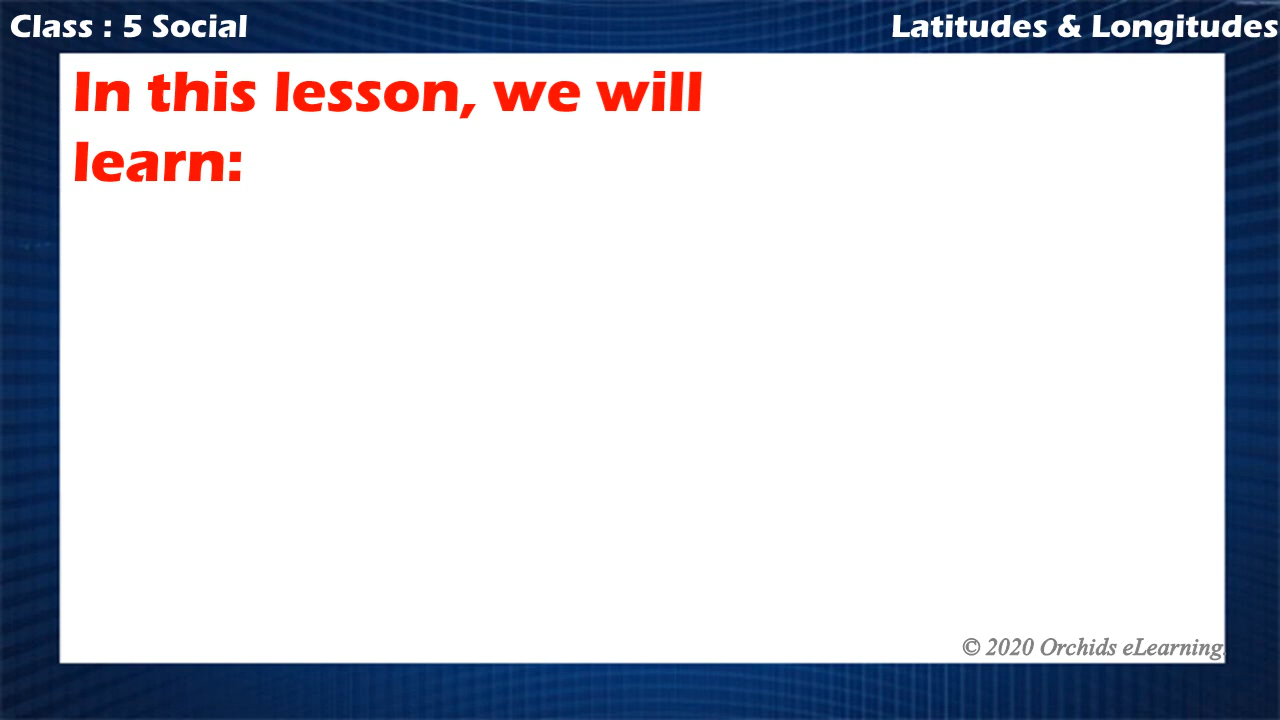 Class : 5 Social
Latitudes & Longitudes
In this lesson, we will
learn:
© 2020 Orchids eLearning